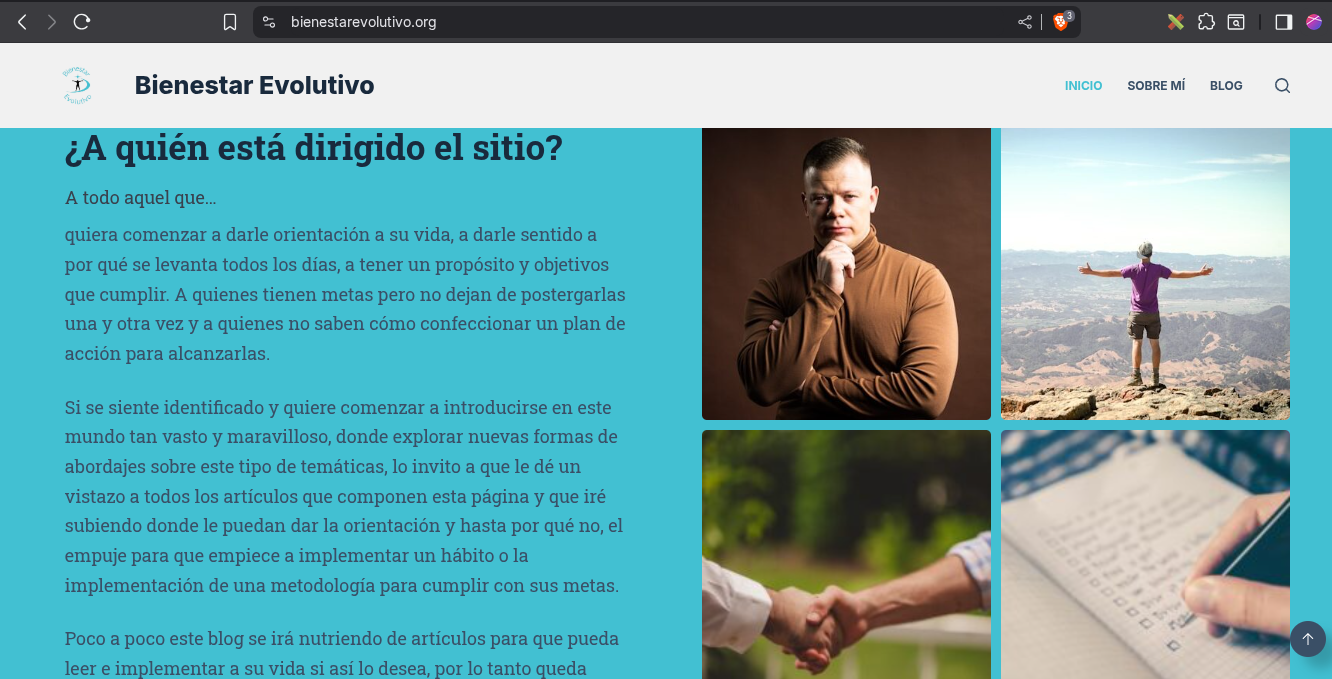 bienestarevolutivo.org
3
Bienestar
Evolutivo
Bienestar Evolutivo
INICIO
SOBRE MÍ
BLOG
¿A quién está dirigido el sitio?
A todo aquel que...
quiera comenzar a darle orientación a su vida, a darle sentido a
por qué se levanta todos los días, a tener un propósito y objetivos
que cumplir. A quienes tienen metas pero no dejan de postergarlas
una y otra vez y a quienes no saben cómo confeccionar un plan de
acción para alcanzarlas.
Si se siente identificado y quiere comenzar a introducirse en este
mundo tan vasto y maravilloso, donde explorar nuevas formas de
abordajes sobre este tipo de temáticas, lo invito a que le dé un
vistazo a todos los artículos que componen esta página y que iré
subiendo donde le puedan dar la orientación y hasta por qué no, el
empuje para que empiece a implementar un hábito o la
implementación de una metodología para cumplir con sus metas.
Poco a poco este blog se irá nutriendo de artículos para que pueda
leer e implementar a su vida si así lo desea, por lo tanto queda